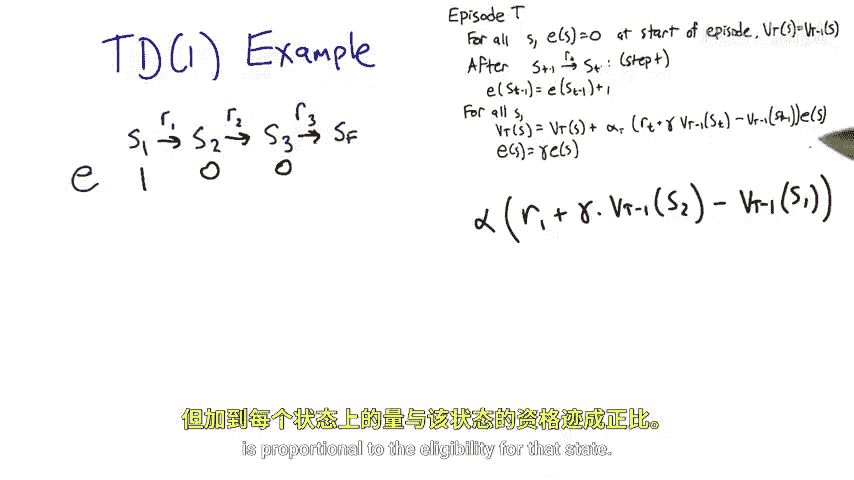 TD(1) Example
S1 →r1 S2 →r2 S3 →r3 SF
e 1 0 0
Episode T
For all s, e(s)=0 at start of episode, VT(s)=VT-1(s)
After St-1 →rt St: (step t)
e(St-1) = e(St-1)+1
For all s,
VT(s) = VT(s) + αT (rt + γ VT-1(St) - VT-1(St-1))e(s)
e(s)=γe(s)
α(r1 + γ·VT-1(S2) - VT-1(S1))
但加到每个状态上的量与该状态的资格迹成正比。
is proportional to the eligibility for that state.